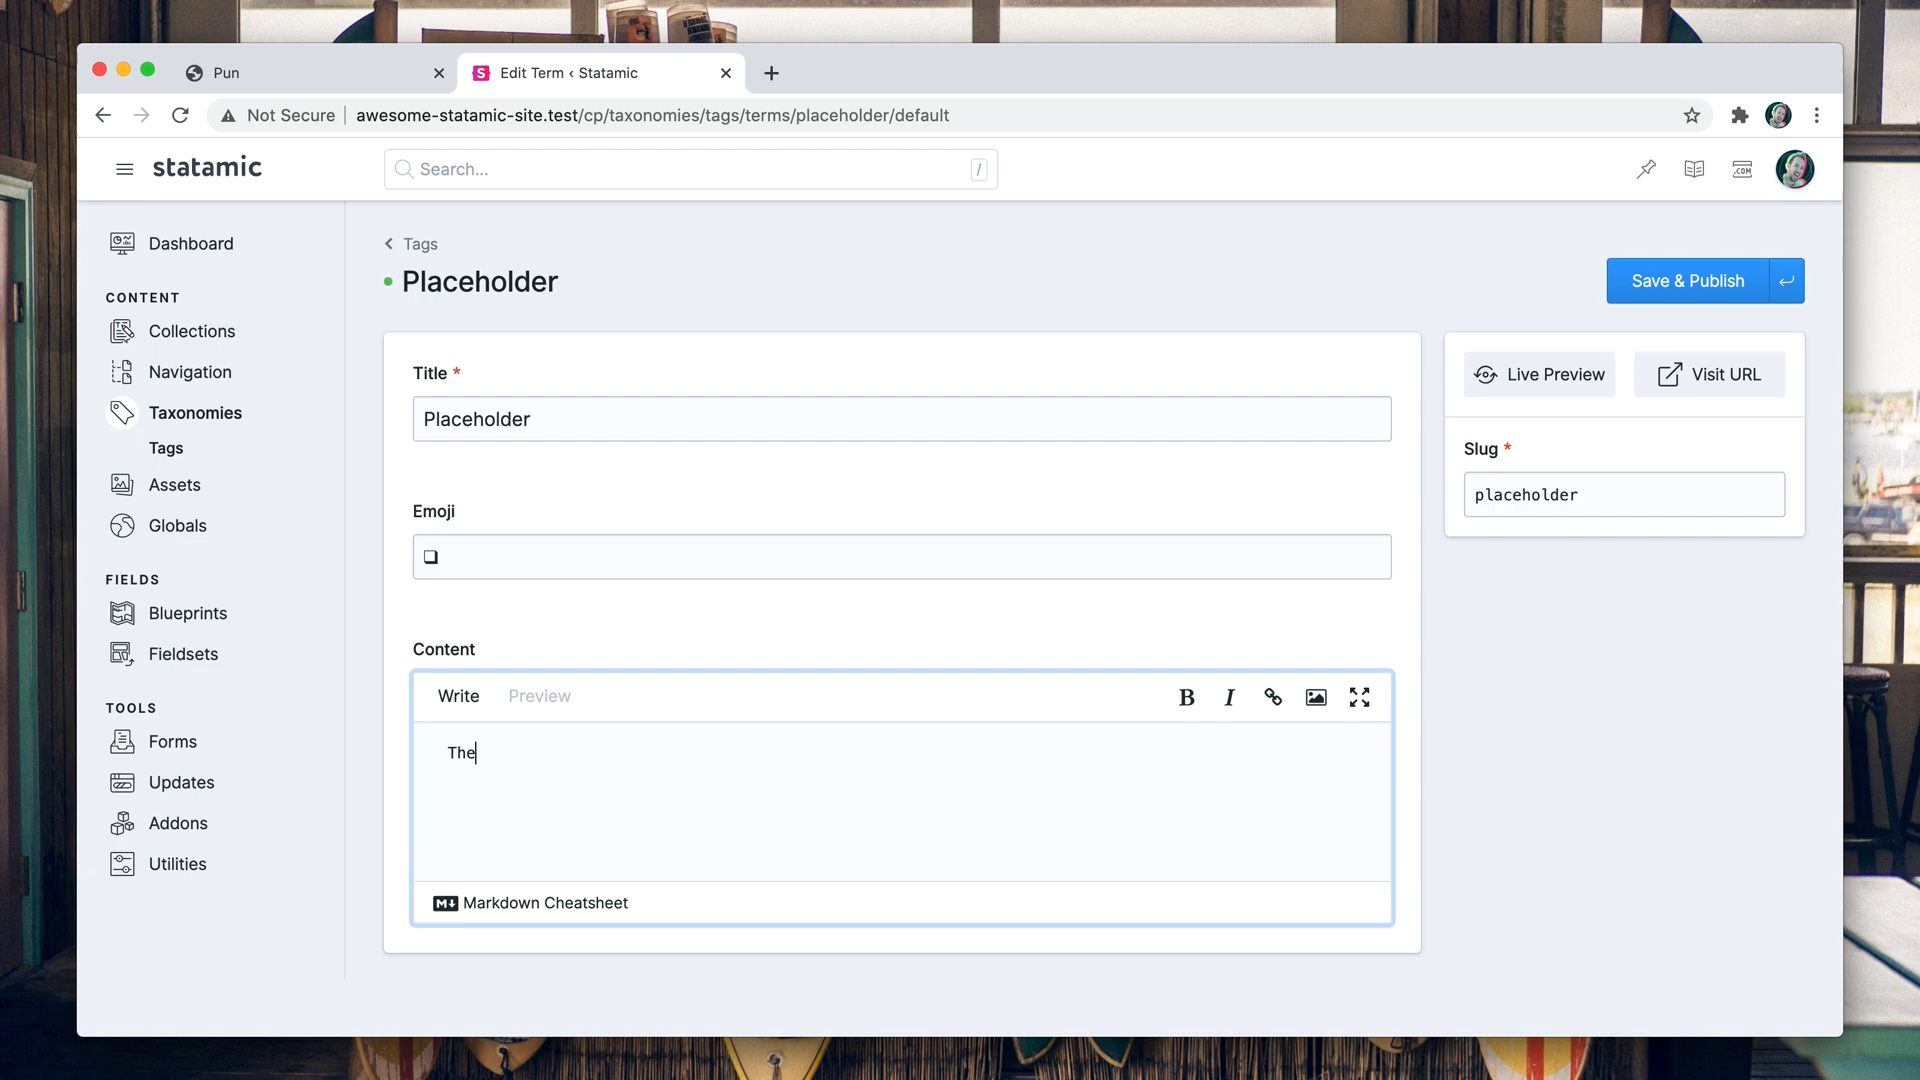 Pun
Edit Term ‹ Statamic
Not Secure
awesome-statamic-site.test/cp/taxonomies/tags/terms/placeholder/default
statamic
Search...
/
.COM
Dashboard
CONTENT
Collections
Navigation
Taxonomies
Tags
Assets
Globals
FIELDS
Blueprints
Fieldsets
TOOLS
Forms
Updates
Addons
Utilities
Tags
Placeholder
Save & Publish
Title *
Placeholder
Emoji
❏
Content
Write
Preview
B
I
The
M↓ Markdown Cheatsheet
Live Preview
Visit URL
Slug *
placeholder